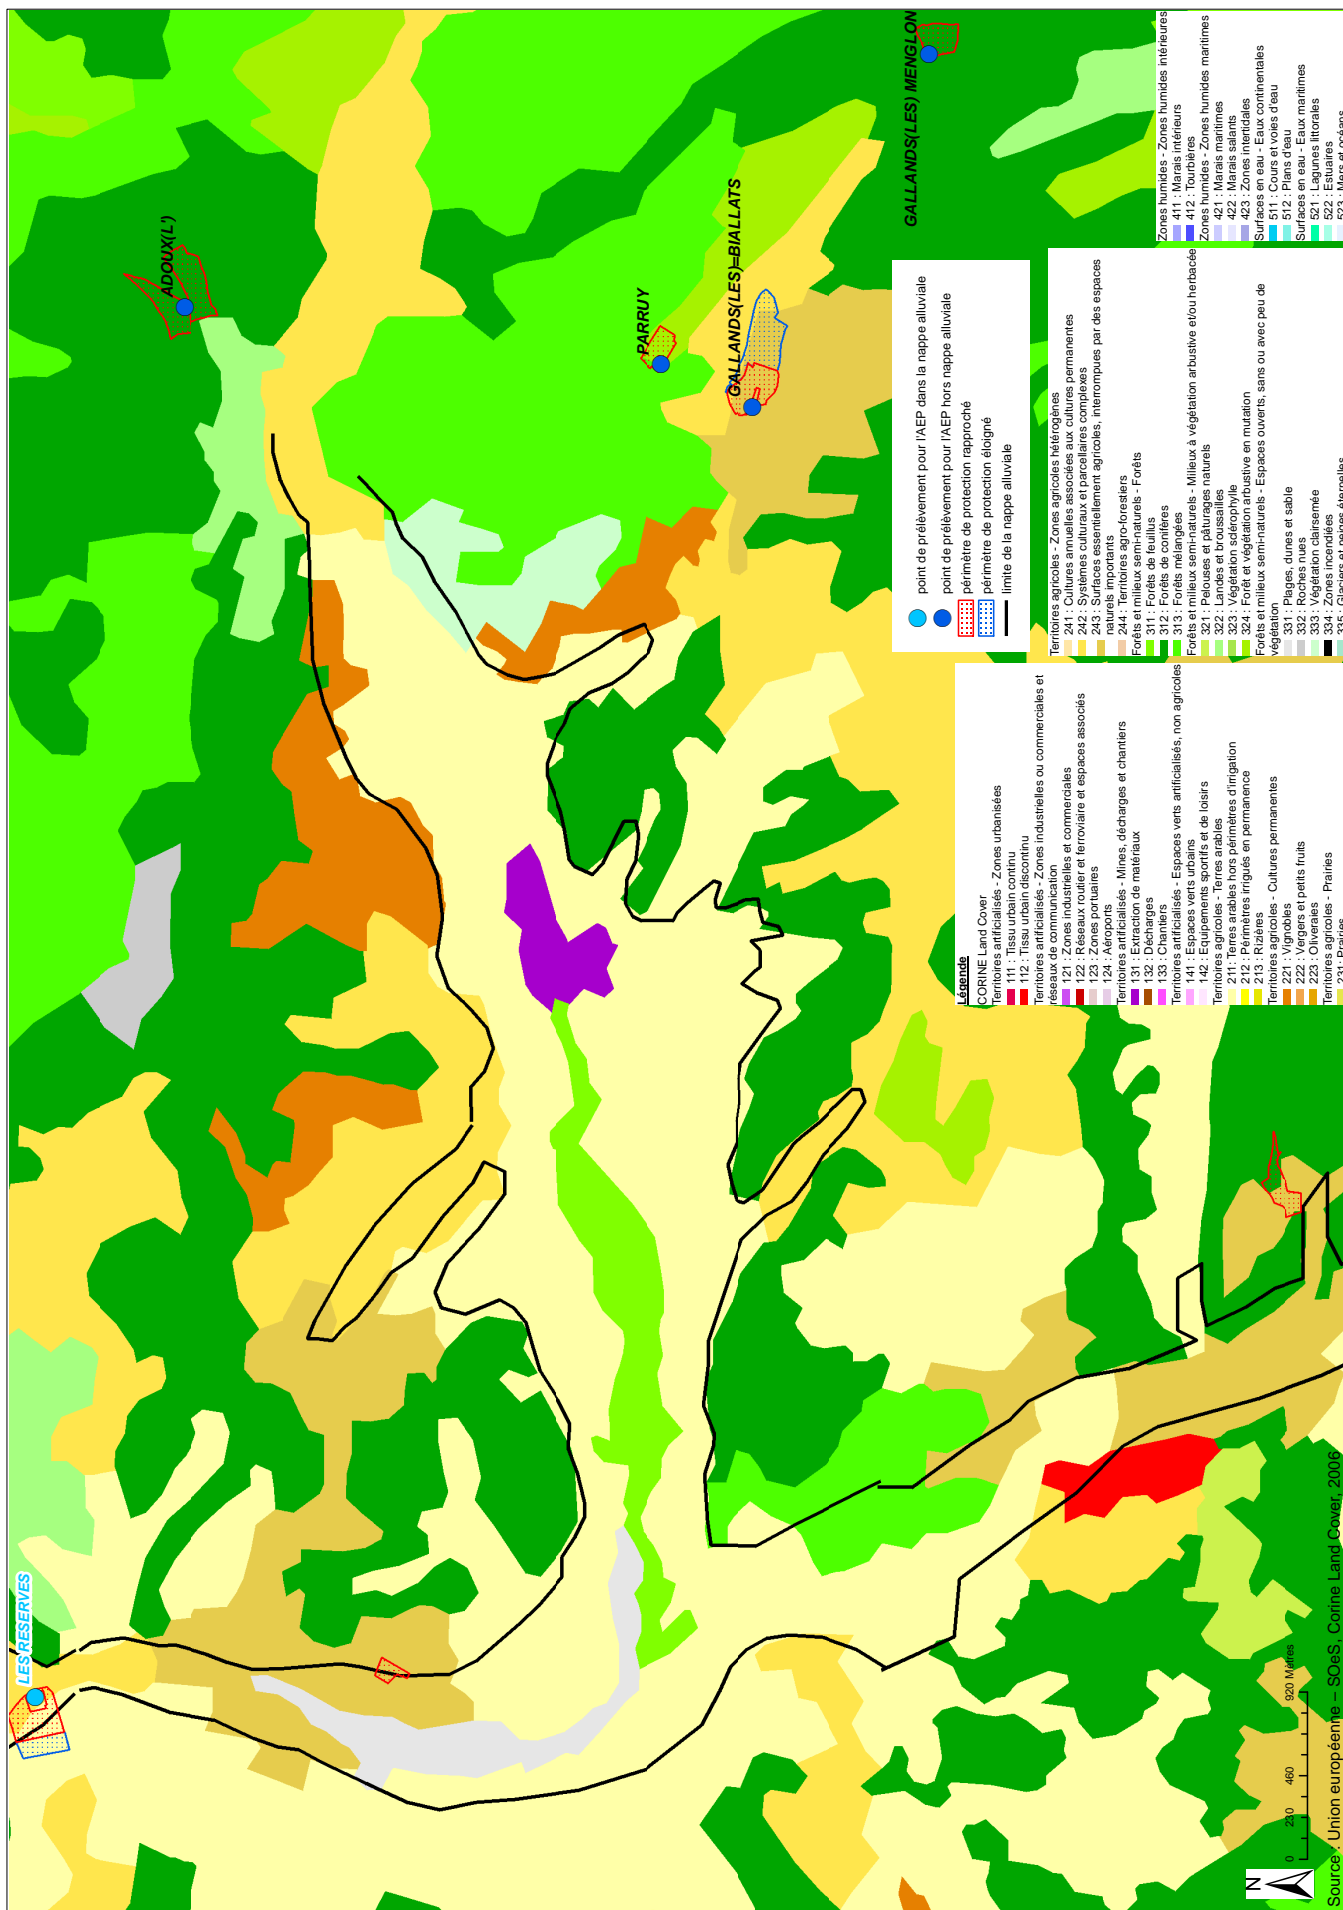 LES RESERVES
ADOUX(L')
PARRUY
GALLANDS(LES)=BIALLATS
GALLANDS(LES) MENGLON
point de prélèvement pour l'AEP dans la nappe alluviale
point de prélèvement pour l'AEP hors nappe alluviale
périmètre de protection rapproché
périmètre de protection éloigné
limite de la nappe alluviale
Légende
CORINE Land Cover
Territoires artificialisés - Zones urbanisées
111 : Tissu urbain continu
112 : Tissu urbain discontinu
Territoires artificialisés - Zones industrielles ou commerciales et
réseaux de communication
121 : Zones industrielles et commerciales
122 : Réseaux routier et ferroviaire et espaces associés
123 : Zones portuaires
124 : Aéroports
Territoires artificialisés - Mines, décharges et chantiers
131 : Extraction de matériaux
132 : Décharges
133 : Chantiers
Territoires artificialisés - Espaces verts artificialisés, non agricoles
141 : Espaces verts urbains
142 : Equipements sportifs et de loisirs
Territoires agricoles - Terres arables
211: Terres arables hors périmètres d'irrigation
212 : Périmètres irrigués en permanence
213 : Rizières
Territoires agricoles - Cultures permanentes
221 : Vignobles
222 : Vergers et petits fruits
223 : Oliveraies
Territoires agricoles - Prairies
231: Prairies
Territoires agricoles - Zones agricoles hétérogènes
241 : Cultures annuelles associées aux cultures permanentes
242 : Systèmes culturaux et parcellaires complexes
243 : Surfaces essentiellement agricoles, interrompues par des espaces
naturels importants
244 : Territoires agro-forestiers
Forêts et milieux semi-naturels - Forêts
311 : Forêts de feuillus
312 : Forêts de conifères
313 : Forêts mélangées
Forêts et milieux semi-naturels - Milieux à végétation arbustive et/ou herbacée
321 : Pelouses et pâturages naturels
322 : Landes et broussailles
323 : Végétation sclérophylle
324 : Forêt et végétation arbustive en mutation
Forêts et milieux semi-naturels - Espaces ouverts, sans ou avec peu de
végétation
331 : Plages, dunes et sable
332 : Roches nues
333 : Végétation clairsemée
334 : Zones incendiées
335 : Glaciers et neiges éternelles
Zones humides - Zones humides intérieures
411 : Marais intérieurs
412 : Tourbières
Zones humides - Zones humides maritimes
421 : Marais maritimes
422 : Marais salants
423 : Zones intertidales
Surfaces en eau - Eaux continentales
511 : Cours et voies d'eau
512 : Plans d'eau
Surfaces en eau - Eaux maritimes
521 : Lagunes littorales
522 : Estuaires
523 : Mers et océans
N
0 230 460 920 Mètres
Source : Union européenne – SOeS, Corine Land Cover, 2006